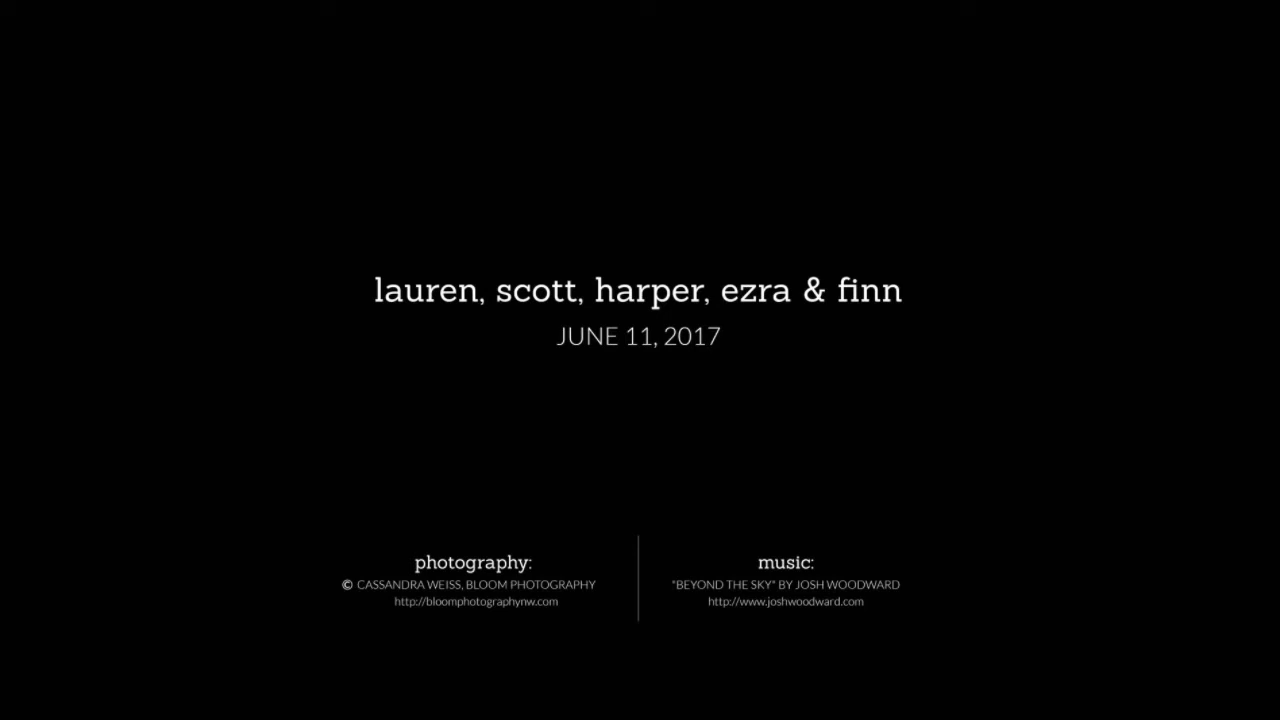 lauren, scott, harper, ezra & finn
JUNE 11, 2017
photography:
© CASSANDRA WEISS, BLOOM PHOTOGRAPHY
http://bloomphotographynw.com
music:
"BEYOND THE SKY" BY JOSH WOODWARD
http://www.joshwoodward.com